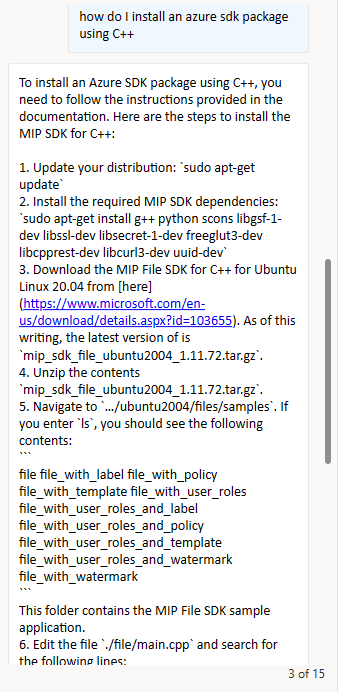 how do I install an azure sdk package
using C++
To install an Azure SDK package using C++, you
need to follow the instructions provided in the
documentation. Here are the steps to install the
MIP SDK for C++:
1. Update your distribution: `sudo apt-get
update`
2. Install the required MIP SDK dependencies:
`sudo apt-get install g++ python scons libgsf-1-
dev libssl-dev libsecret-1-dev freeglut3-dev
libcpprest-dev libcurl3-dev uuid-dev`
3. Download the MIP File SDK for C++ for Ubuntu
Linux 20.04 from [here]
(https://www.microsoft.com/en-
us/download/details.aspx?id=103655). As of this
writing, the latest version of is
`mip_sdk_file_ubuntu2004_1.11.72.tar.gz`.
4. Unzip the contents
`mip_sdk_file_ubuntu2004_1.11.72.tar.gz`.
5. Navigate to `.../ubuntu2004/files/samples`. If
you enter `ls`, you should see the following
contents:
```
file file_with_label file_with_policy
file_with_template file_with_user_roles
file_with_user_roles_and_label
file_with_user_roles_and_policy
file_with_user_roles_and_template
file_with_user_roles_and_watermark
file_with_watermark
```
This folder contains the MIP File SDK sample
application.
6. Edit the file `./file/main.cpp` and search for
the following lines:
3 of 15